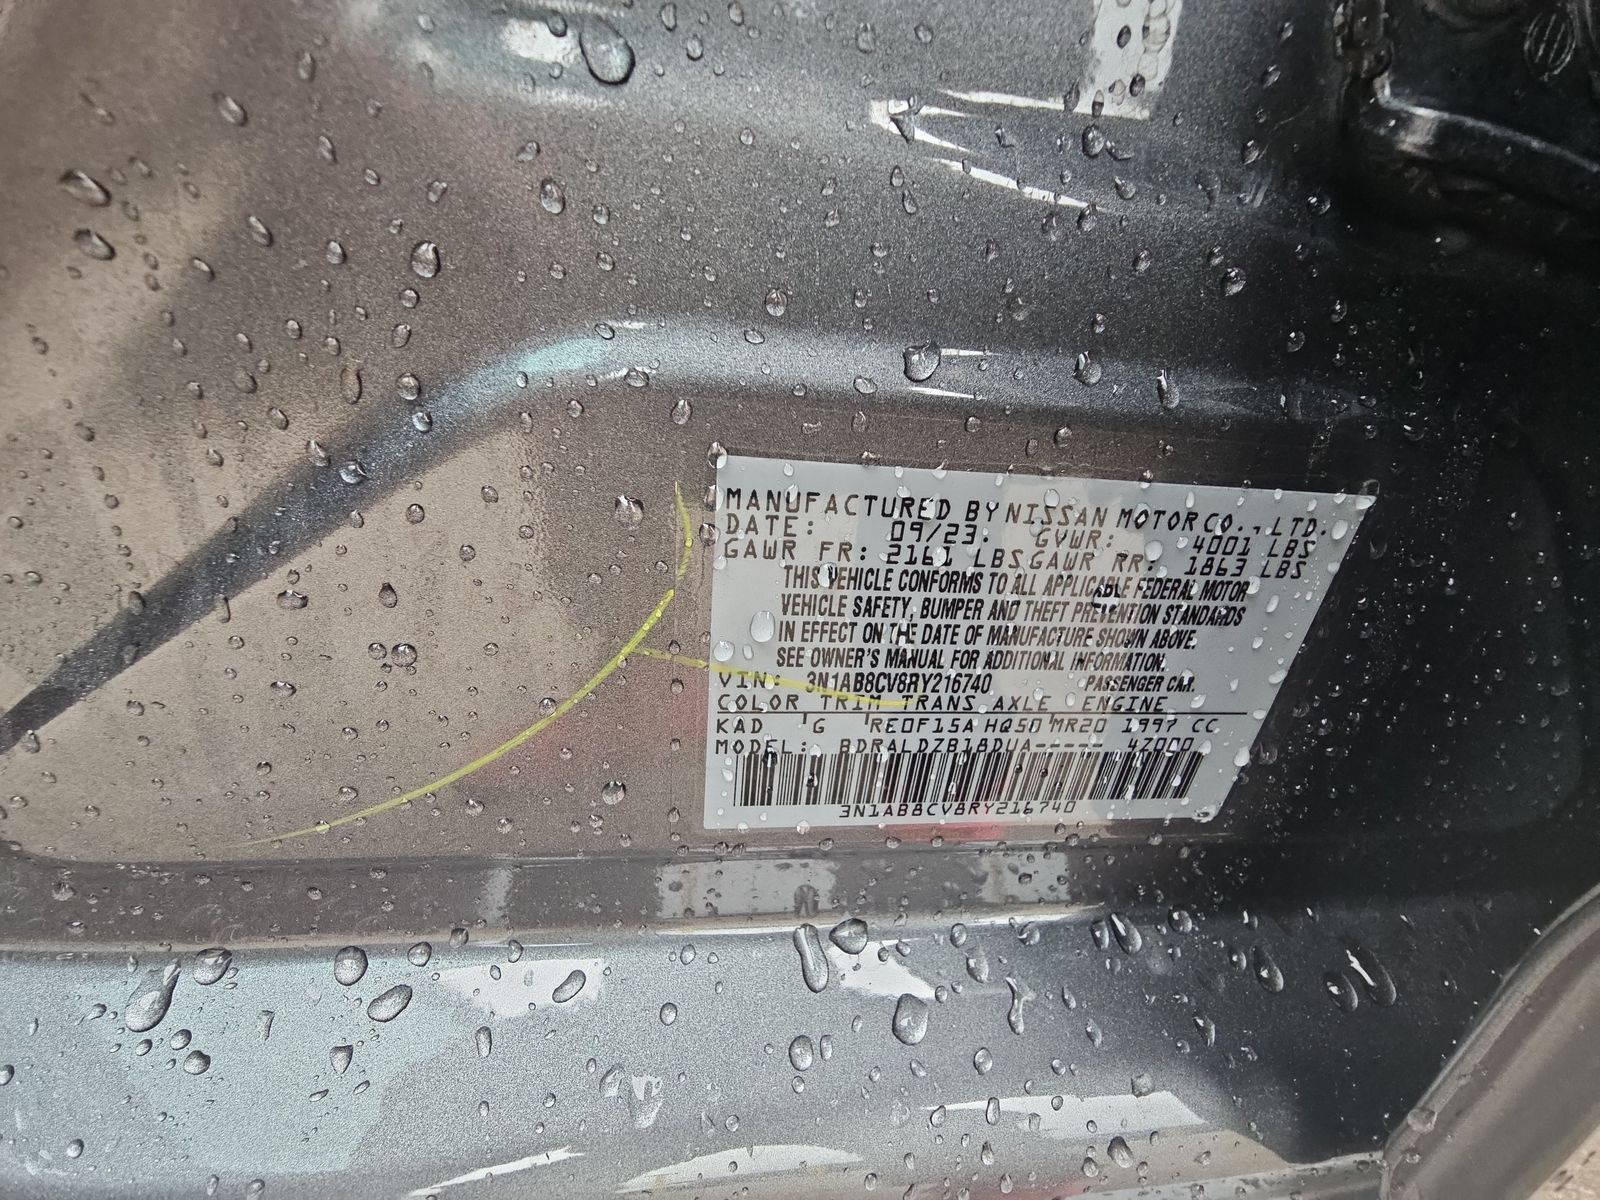 MANUFACTURED BY NISSAN MOTOR CO., LTD.
DATE: 09/23. GVWR: 4001 LBS
GAWR FR: 2161 LBS GAWR RR: 1863 LBS
THIS VEHICLE CONFORMS TO ALL APPLICABLE FEDERAL MOTOR
VEHICLE SAFETY, BUMPER AND THEFT PREVENTION STANDARDS
IN EFFECT ON THE DATE OF MANUFACTURE SHOWN ABOVE.
SEE OWNER'S MANUAL FOR ADDITIONAL INFORMATION.
VIN: 3N1AB8CV8RY216740 PASSENGER CAR.
COLOR TRIM TRANS AXLE ENGINE
KAD G RE0F15A HQ50 MR20 1997 CC
MODEL: BDRALDZB18DUA----- 4Z000
3N1AB8CV8RY216740